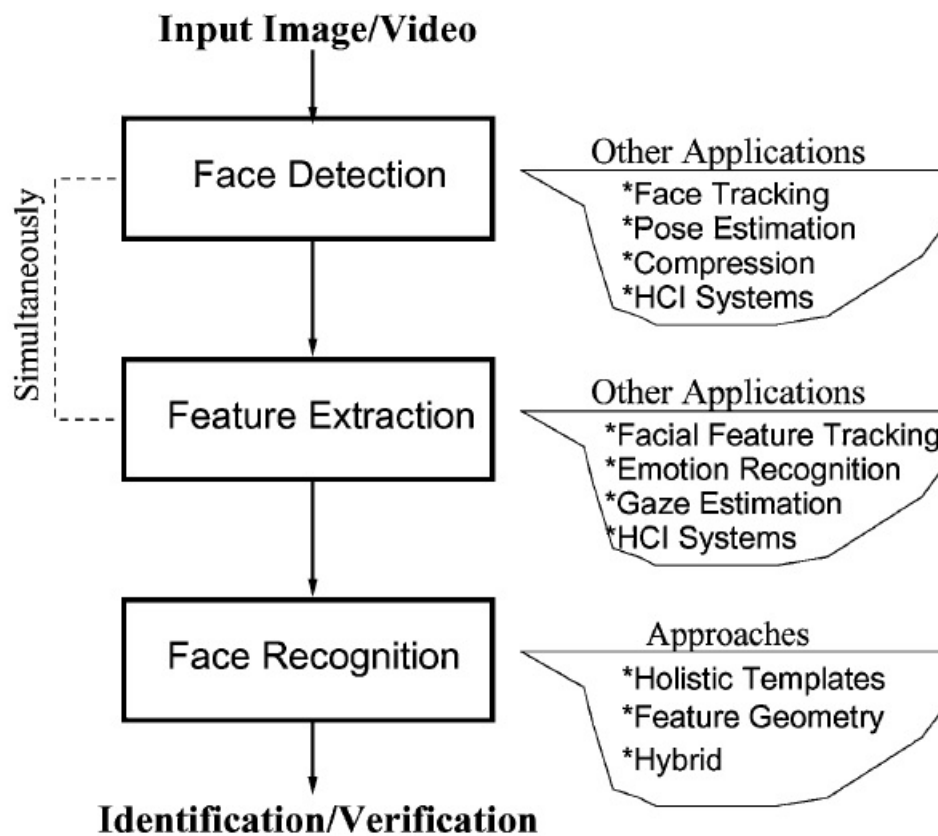 Input Image/Video
Face Detection
Other Applications
*Face Tracking
*Pose Estimation
*Compression
*HCI Systems
Simultaneously
Feature Extraction
Other Applications
*Facial Feature Tracking
*Emotion Recognition
*Gaze Estimation
*HCI Systems
Face Recognition
Approaches
*Holistic Templates
*Feature Geometry
*Hybrid
Identification/Verification